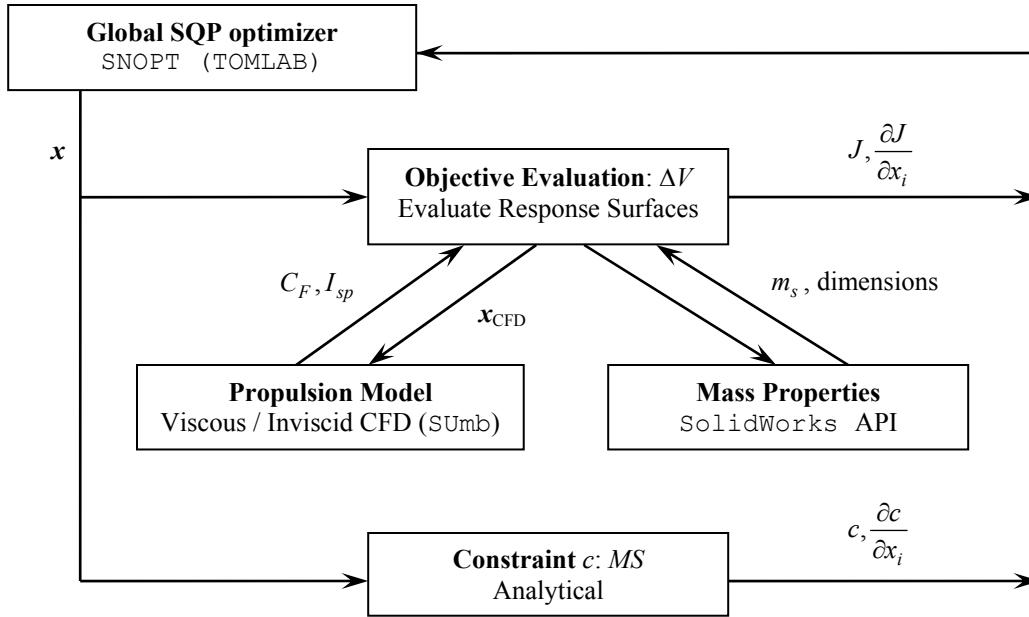 Global SQP optimizer
SNOPT (TOMLAB)
x
J, ∂J/∂x_i
Objective Evaluation: ΔV
Evaluate Response Surfaces
C_F, I_sp
x_CFD
m_s, dimensions
Propulsion Model
Viscous / Inviscid CFD (SUmb)
Mass Properties
SolidWorks API
c, ∂c/∂x_i
Constraint c: MS
Analytical